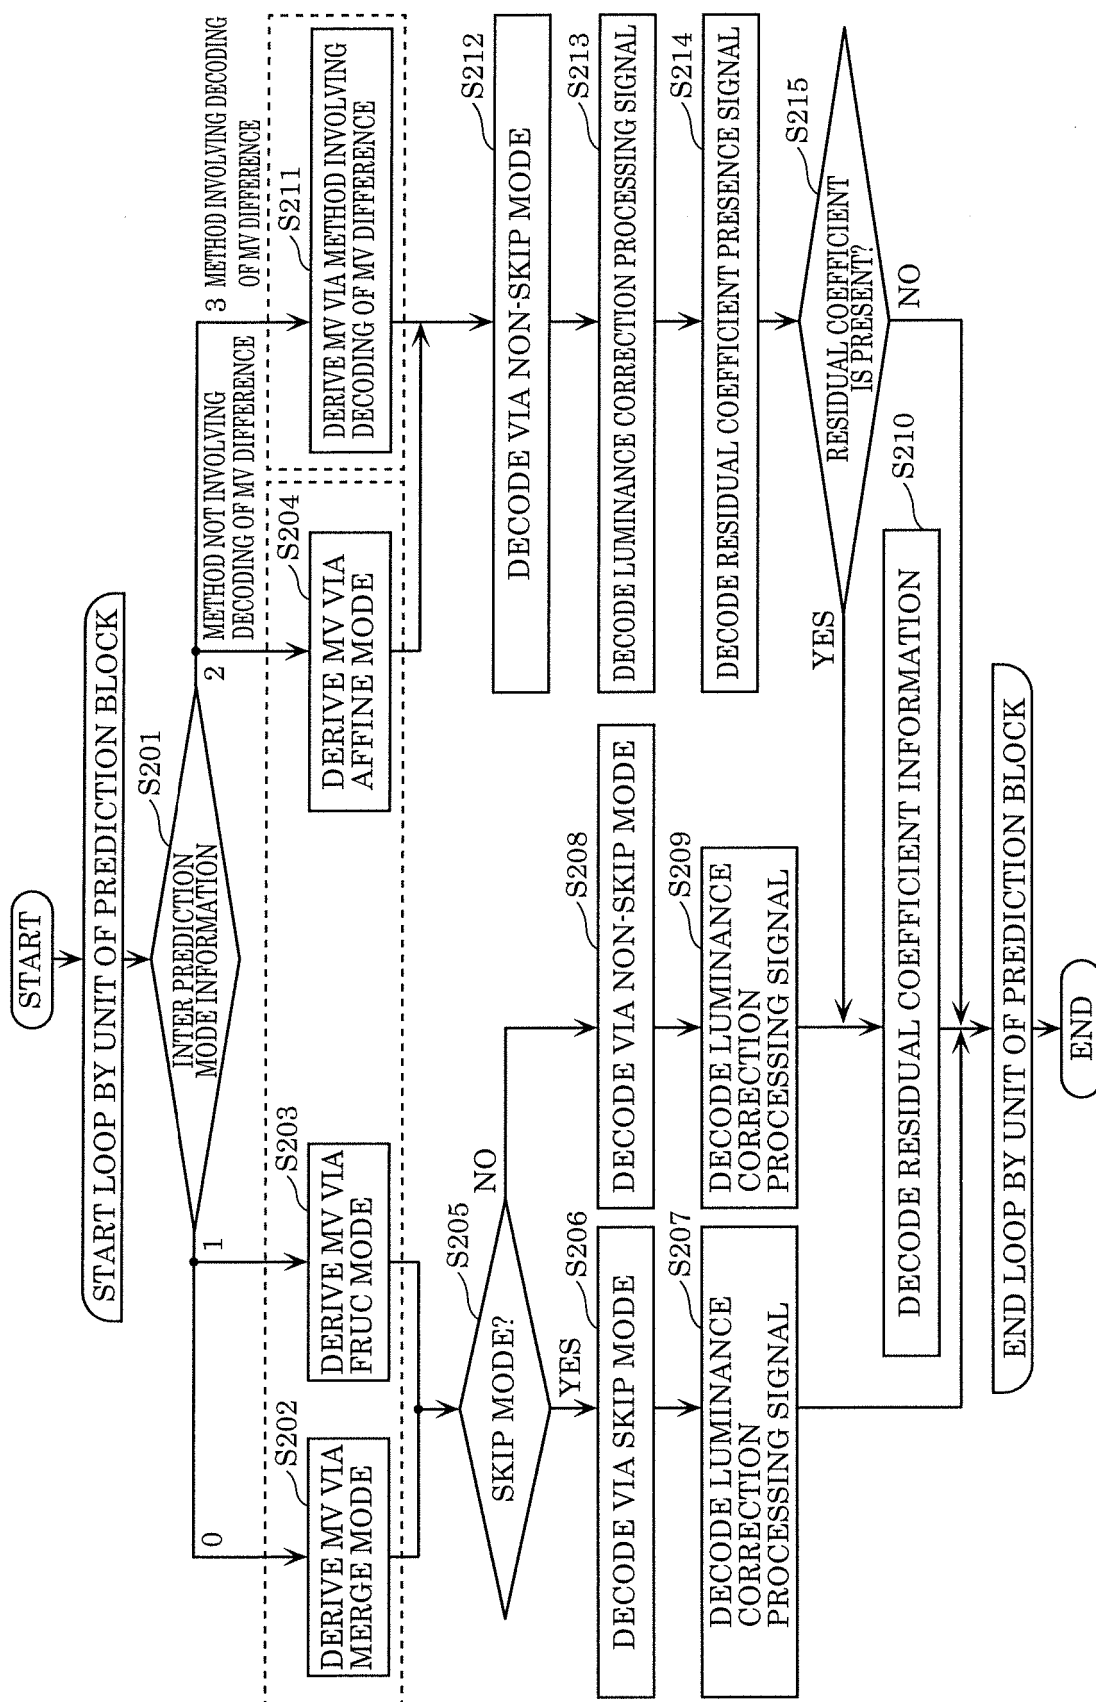 START
START LOOP BY UNIT OF PREDICTION BLOCK
S201
INTER PREDICTION
MODE INFORMATION
0
1
2
3
METHOD NOT INVOLVING
DECODING OF MV DIFFERENCE
METHOD INVOLVING DECODING
OF MV DIFFERENCE
S202
DERIVE MV VIA
MERGE MODE
S203
DERIVE MV VIA
FRUC MODE
S204
DERIVE MV VIA
AFFINE MODE
S211
DERIVE MV VIA METHOD INVOLVING
DECODING OF MV DIFFERENCE
S205
SKIP MODE?
NO
YES
S206
DECODE VIA SKIP MODE
S207
DECODE LUMINANCE
CORRECTION
PROCESSING SIGNAL
S208
DECODE VIA NON-SKIP MODE
S209
DECODE LUMINANCE
CORRECTION
PROCESSING SIGNAL
S212
DECODE VIA NON-SKIP MODE
S213
DECODE LUMINANCE CORRECTION PROCESSING SIGNAL
S214
DECODE RESIDUAL COEFFICIENT PRESENCE SIGNAL
S215
RESIDUAL COEFFICIENT
IS PRESENT?
YES
NO
S210
DECODE RESIDUAL COEFFICIENT INFORMATION
END LOOP BY UNIT OF PREDICTION BLOCK
END